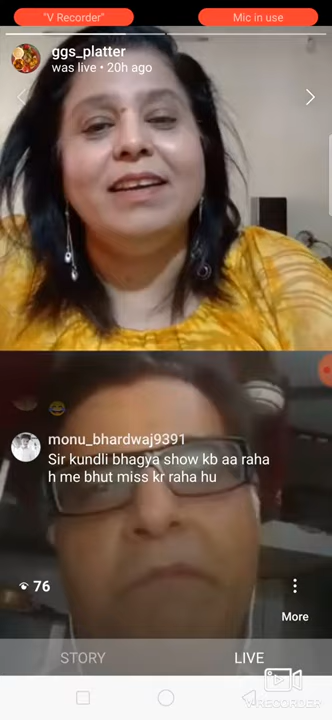 "V Recorder"
Mic in use
ggs_platter
was live • 20h ago
monu_bhardwaj9391
Sir kundli bhagya show kb aa raha
h me bhut miss kr raha hu
76
More
STORY
LIVE
V RECORDER